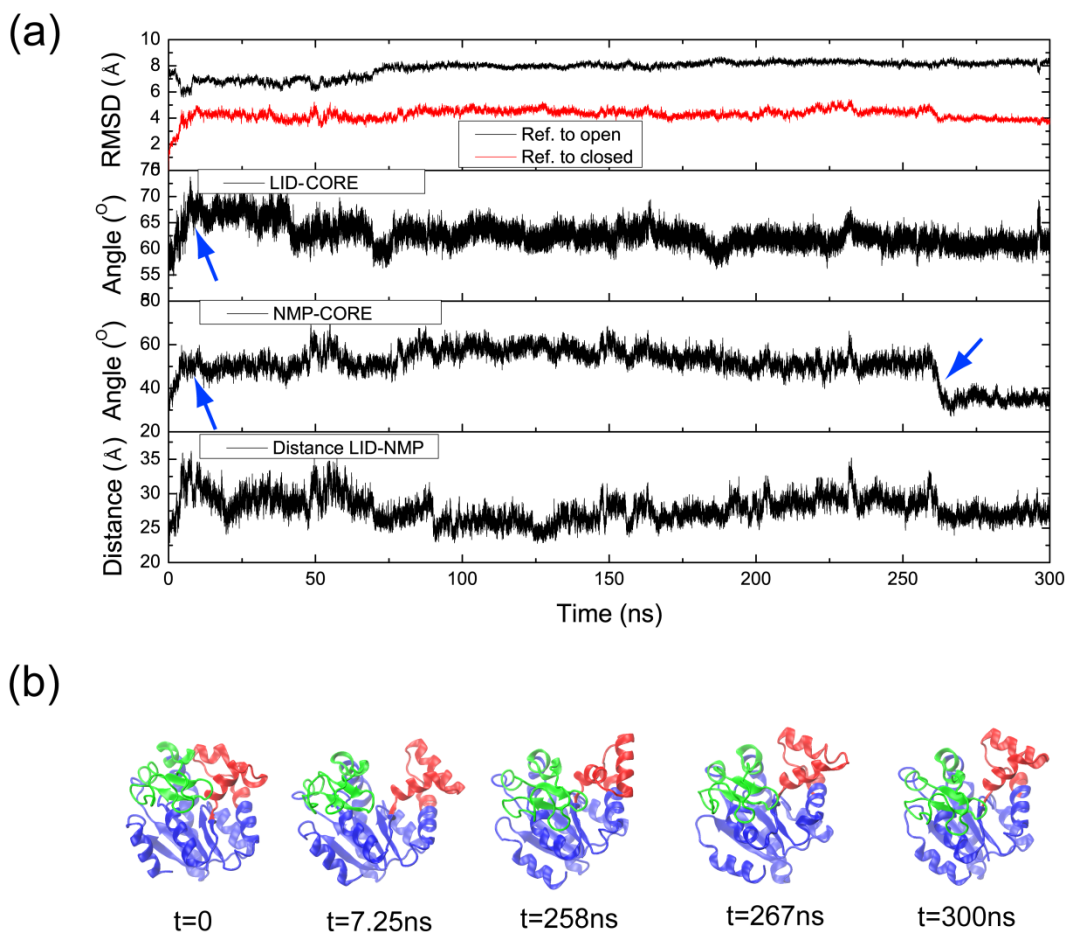 (a)
RMSD (Å)
10
8
6
4
2
Ref. to open
Ref. to closed
Angle (°)
75
70
65
60
55
LID-CORE
Angle (°)
80
60
40
20
NMP-CORE
Distance (Å)
35
30
25
20
Distance LID-NMP
0 50 100 150 200 250 300
Time (ns)
(b)
t=0 t=7.25ns t=258ns t=267ns t=300ns